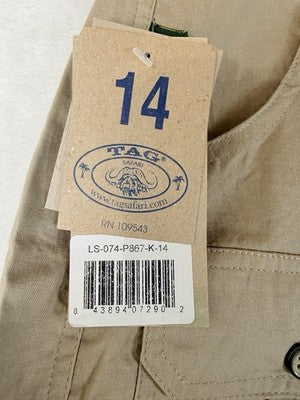 14
TAG
SAFARI
www.tagsafari.com
RN 109543
LS-074-P867-K-14
8 43894 07290 2